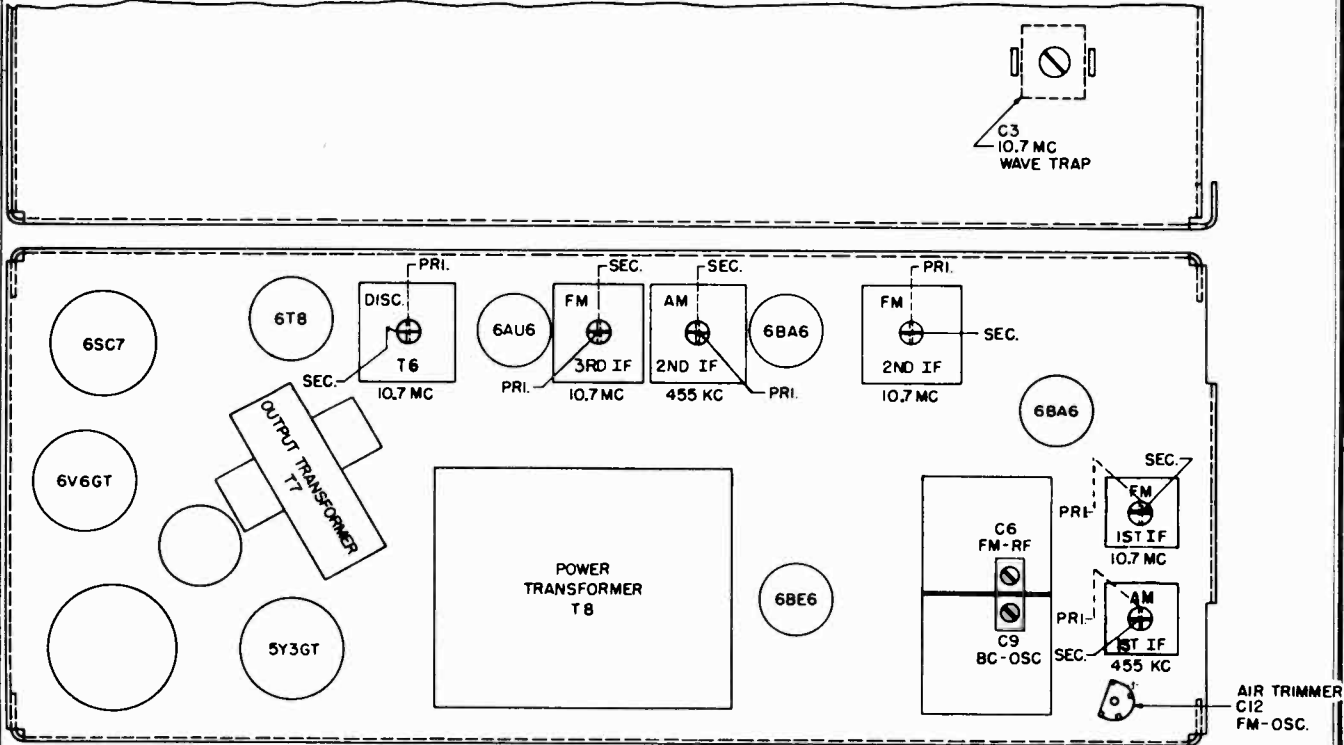 C3
10.7 MC
WAVE TRAP
PRI.
SEC.
SEC.
PRI.
DISC.
FM
AM
FM
6SC7
6T8
6AU6
6BA6
SEC.
T6
3RD IF
2ND IF
2ND IF
SEC.
PRI.
PRI.
10.7 MC
10.7 MC
455 KC
10.7 MC
6BA6
OUTPUT TRANSFORMER
T7
6V6GT
SEC.
FM
PRI.
1ST IF
10.7 MC
C6
FM-RF
POWER
TRANSFORMER
T8
6BE6
AM
PRI.
C9
BC-OSC
1ST IF
SEC.
455 KC
5Y3GT
AIR TRIMMER
C12
FM-OSC.